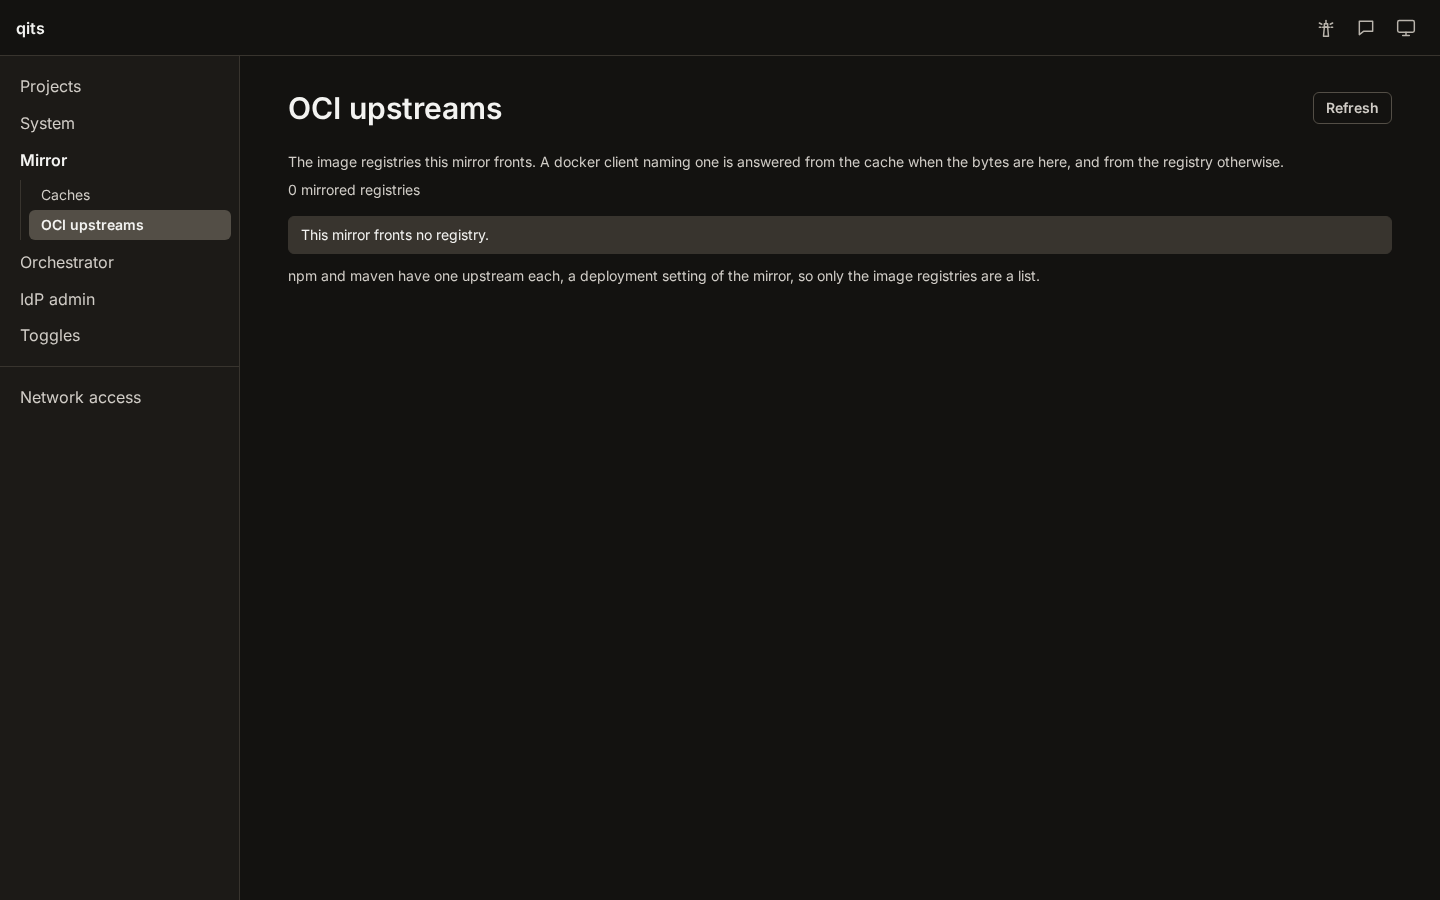 qits
Projects
System
Mirror
Caches
OCI upstreams
Orchestrator
IdP admin
Toggles
Network access
OCI upstreams
Refresh
The image registries this mirror fronts. A docker client naming one is answered from the cache when the bytes are here, and from the registry otherwise.
0 mirrored registries
This mirror fronts no registry.
npm and maven have one upstream each, a deployment setting of the mirror, so only the image registries are a list.